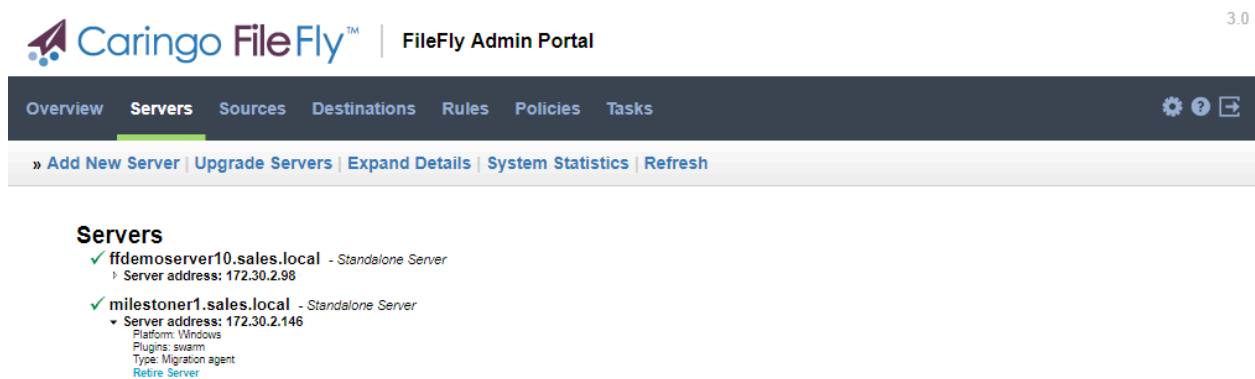 3.0
Caringo FileFly™ | FileFly Admin Portal
Overview Servers Sources Destinations Rules Policies Tasks
» Add New Server | Upgrade Servers | Expand Details | System Statistics | Refresh
Servers
ffdemoserver10.sales.local - Standalone Server
Server address: 172.30.2.98
milestoner1.sales.local - Standalone Server
Server address: 172.30.2.146
Platform: Windows
Plugins: swarm
Type: Migration agent
Retire Server